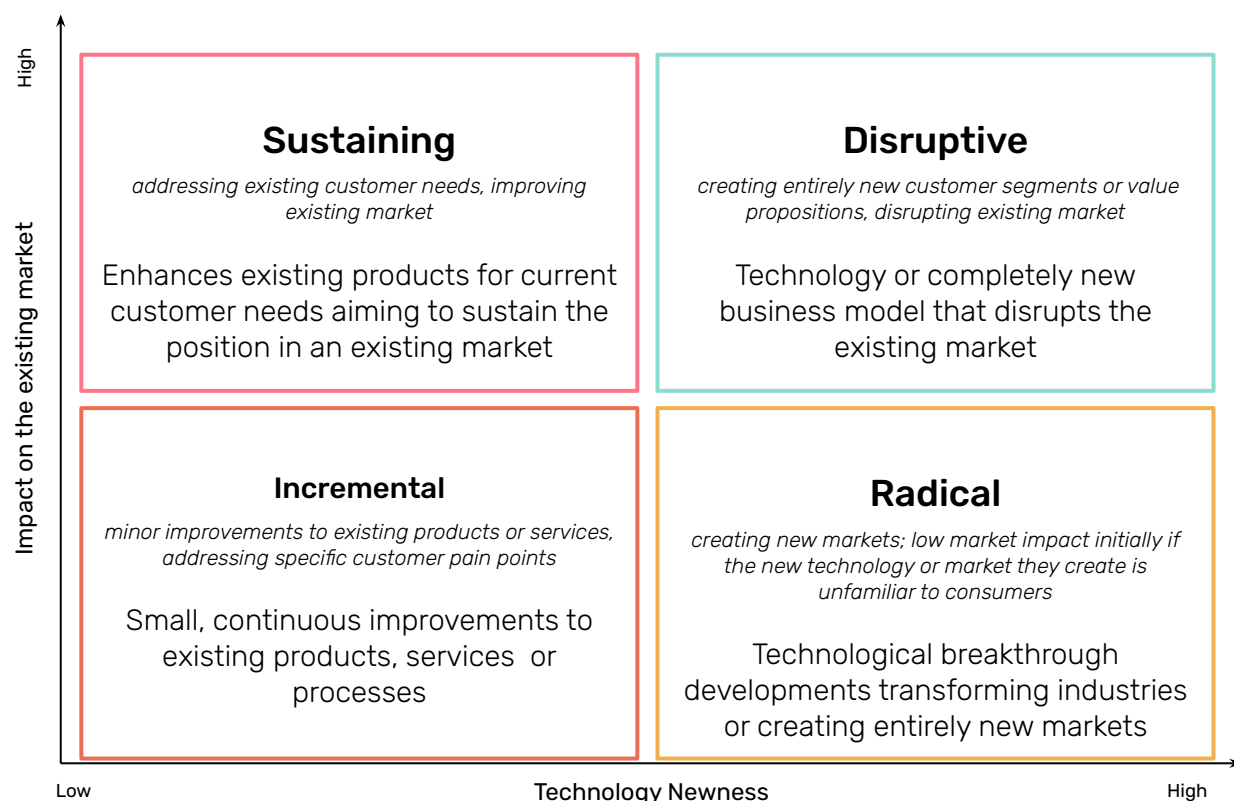 High
Impact on the existing market
Sustaining
addressing existing customer needs, improving
existing market
Enhances existing products for current
customer needs aiming to sustain the
position in an existing market
Disruptive
creating entirely new customer segments or value
propositions, disrupting existing market
Technology or completely new
business model that disrupts the
existing market
Incremental
minor improvements to existing products or services,
addressing specific customer pain points
Small, continuous improvements to
existing products, services  or
processes
Radical
creating new markets; low market impact initially if
the new technology or market they create is
unfamiliar to consumers
Technological breakthrough
developments transforming industries
or creating entirely new markets
Low
Technology Newness
High